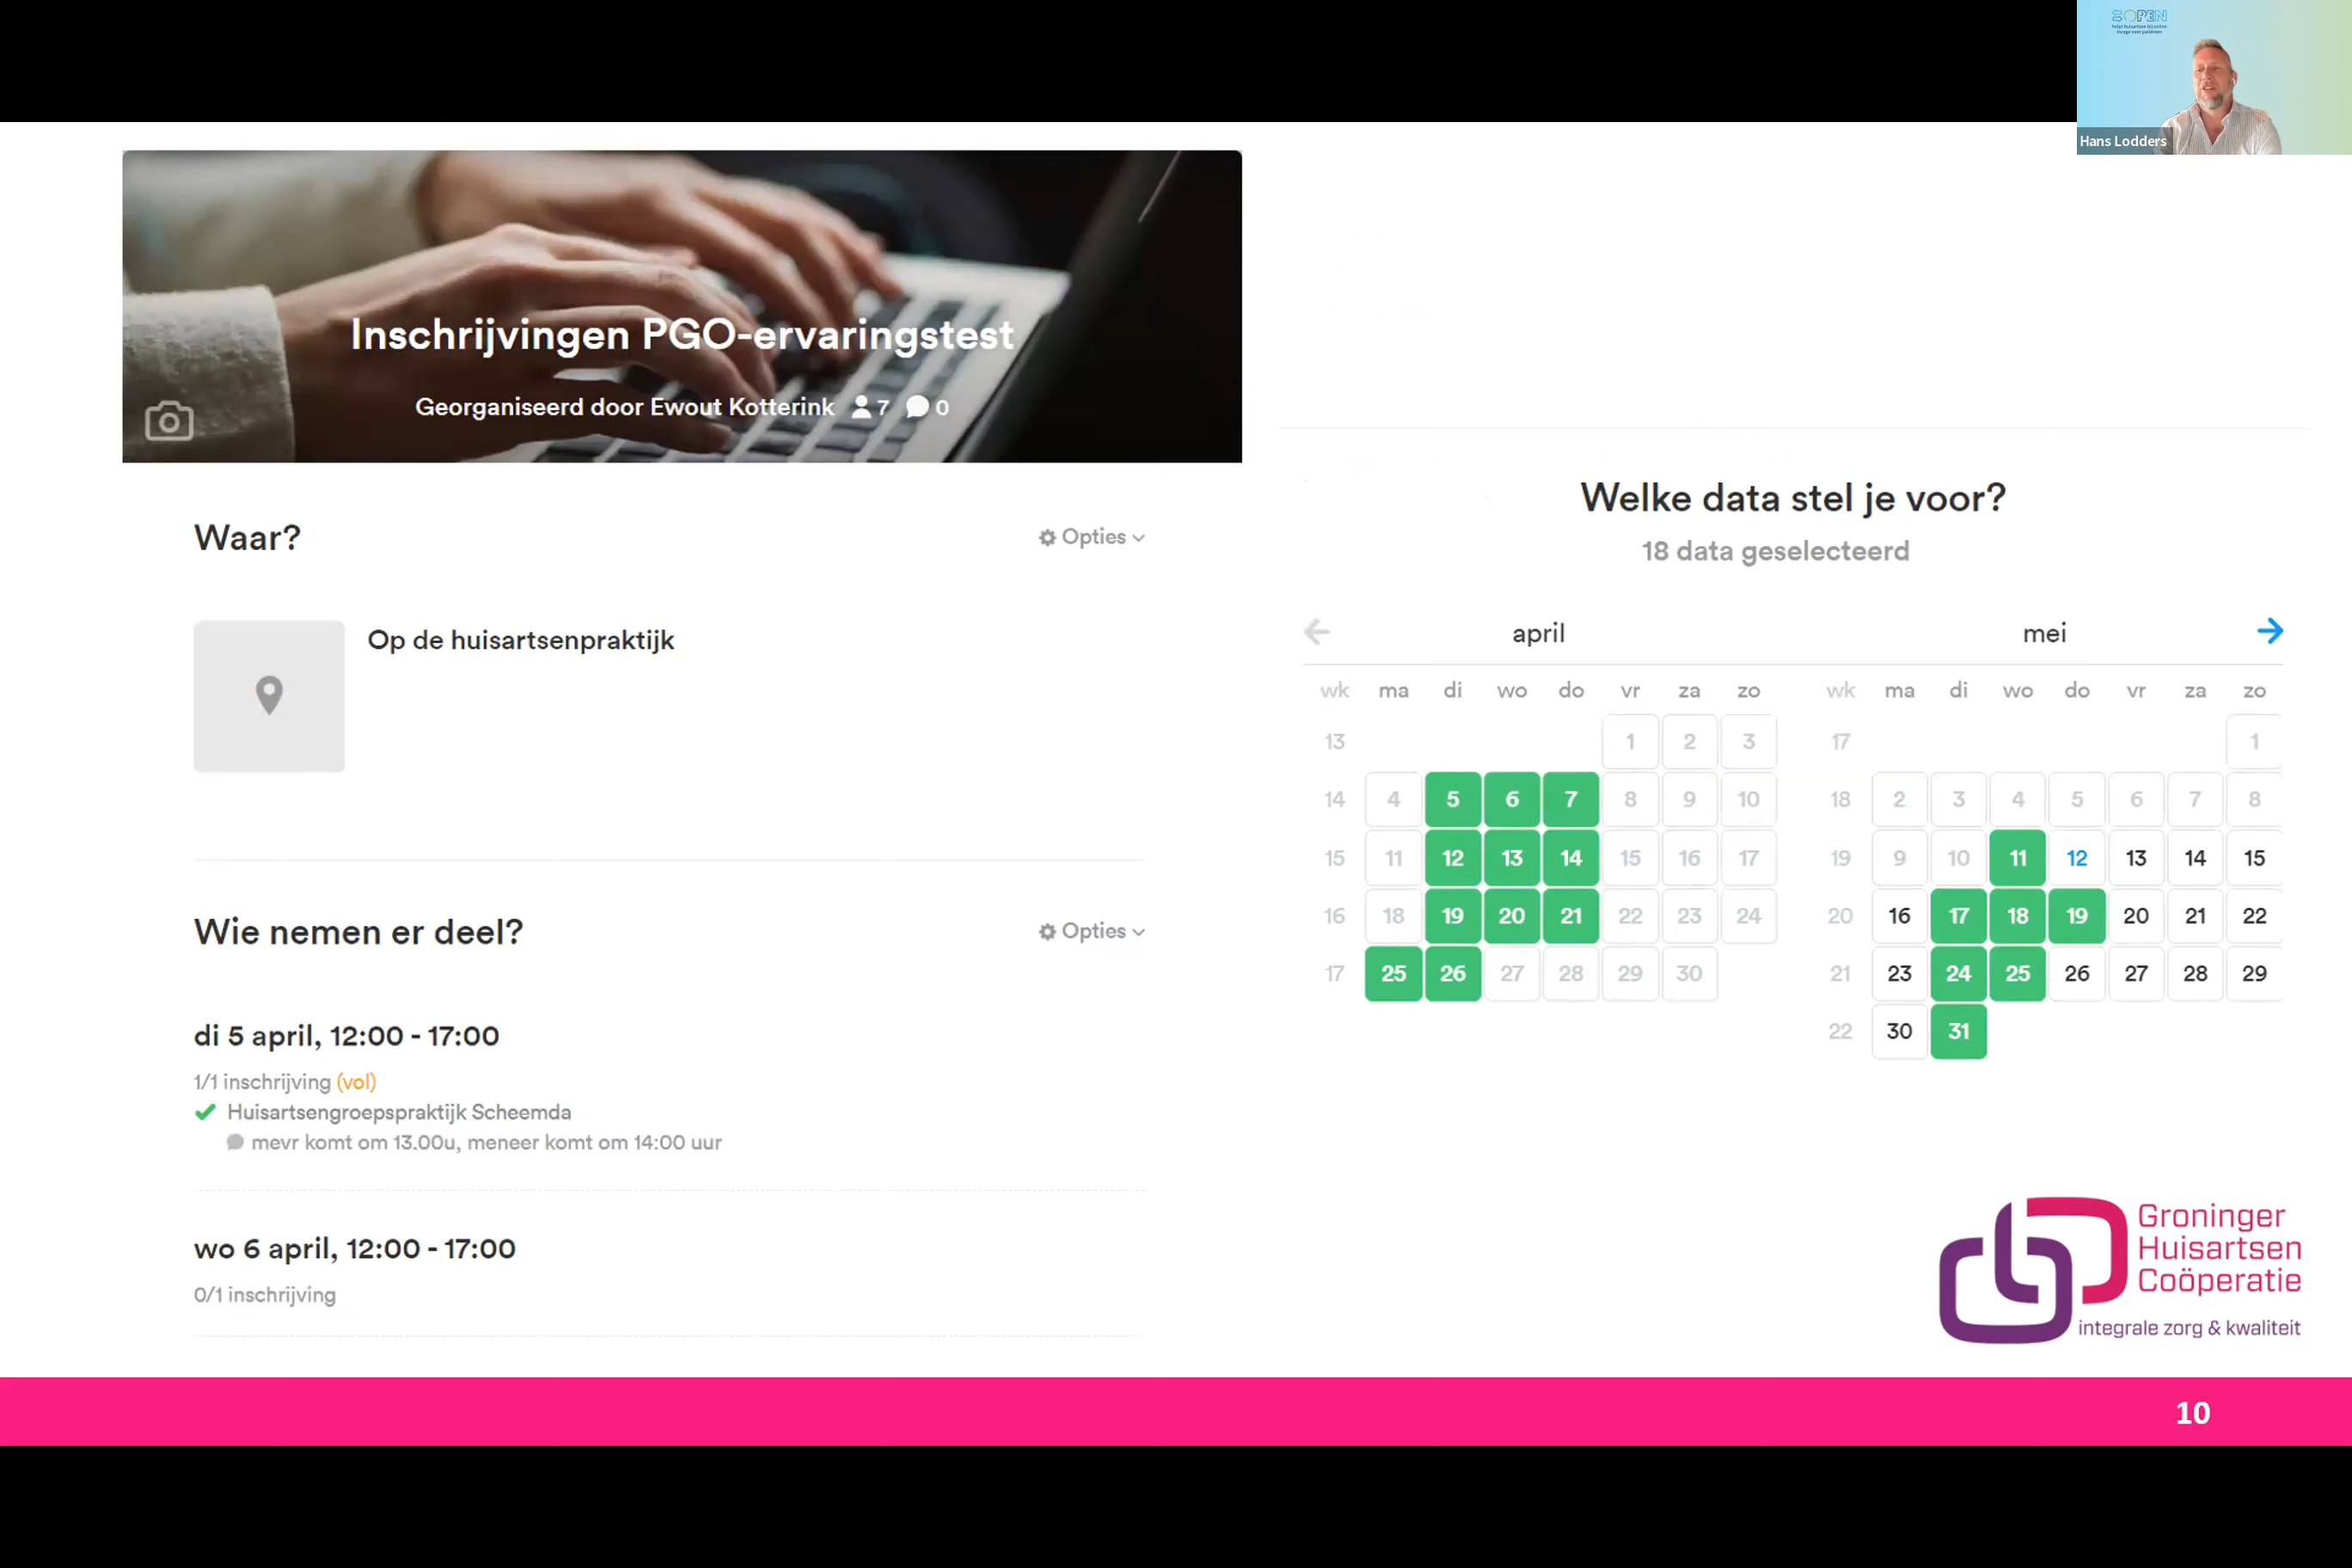 OPEN
helpt huisartsen bij online
inzage voor patiënten
Hans Lodders
Inschrijvingen PGO-ervaringstest
Georganiseerd door Ewout Kotterink 7 0
Waar?
Opties
Op de huisartsenpraktijk
Wie nemen er deel?
Opties
di 5 april, 12:00 - 17:00
1/1 inschrijving (vol)
Huisartsengroepspraktijk Scheemda
mevr komt om 13.00u, meneer komt om 14:00 uur
wo 6 april, 12:00 - 17:00
0/1 inschrijving
Welke data stel je voor?
18 data geselecteerd
april
wk ma di wo do vr za zo
13 1 2 3
14 4 5 6 7 8 9 10
15 11 12 13 14 15 16 17
16 18 19 20 21 22 23 24
17 25 26 27 28 29 30
mei
wk ma di wo do vr za zo
17 1
18 2 3 4 5 6 7 8
19 9 10 11 12 13 14 15
20 16 17 18 19 20 21 22
21 23 24 25 26 27 28 29
22 30 31
Groninger
Huisartsen
Coöperatie
integrale zorg & kwaliteit
10